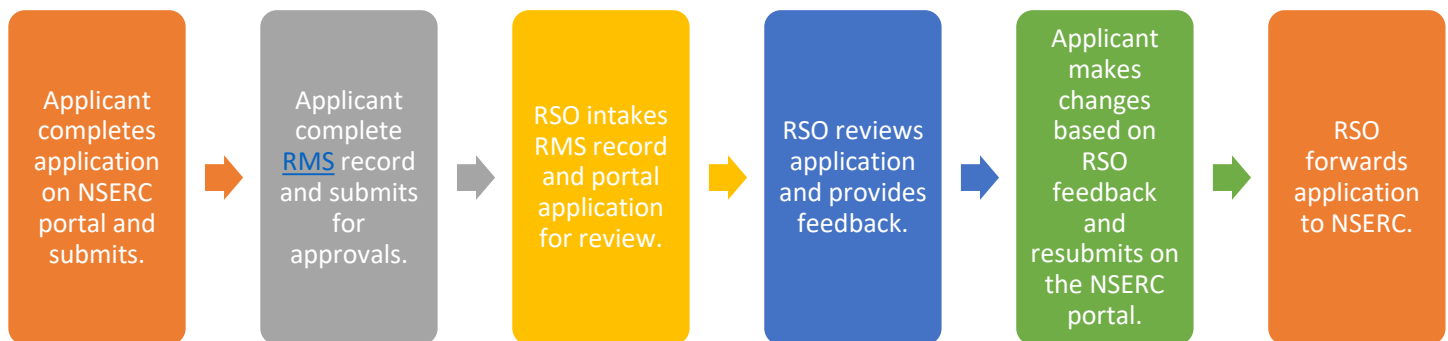 Applicant
completes
application
on NSERC
portal and
submits.
Applicant
complete
RMS record
and submits
for
approvals.
RSO intakes
RMS record
and portal
application
for review.
RSO reviews
application
and provides
feedback.
Applicant
makes
changes
based on
RSO
feedback
and
resubmits on
the NSERC
portal.
RSO
forwards
application
to NSERC.